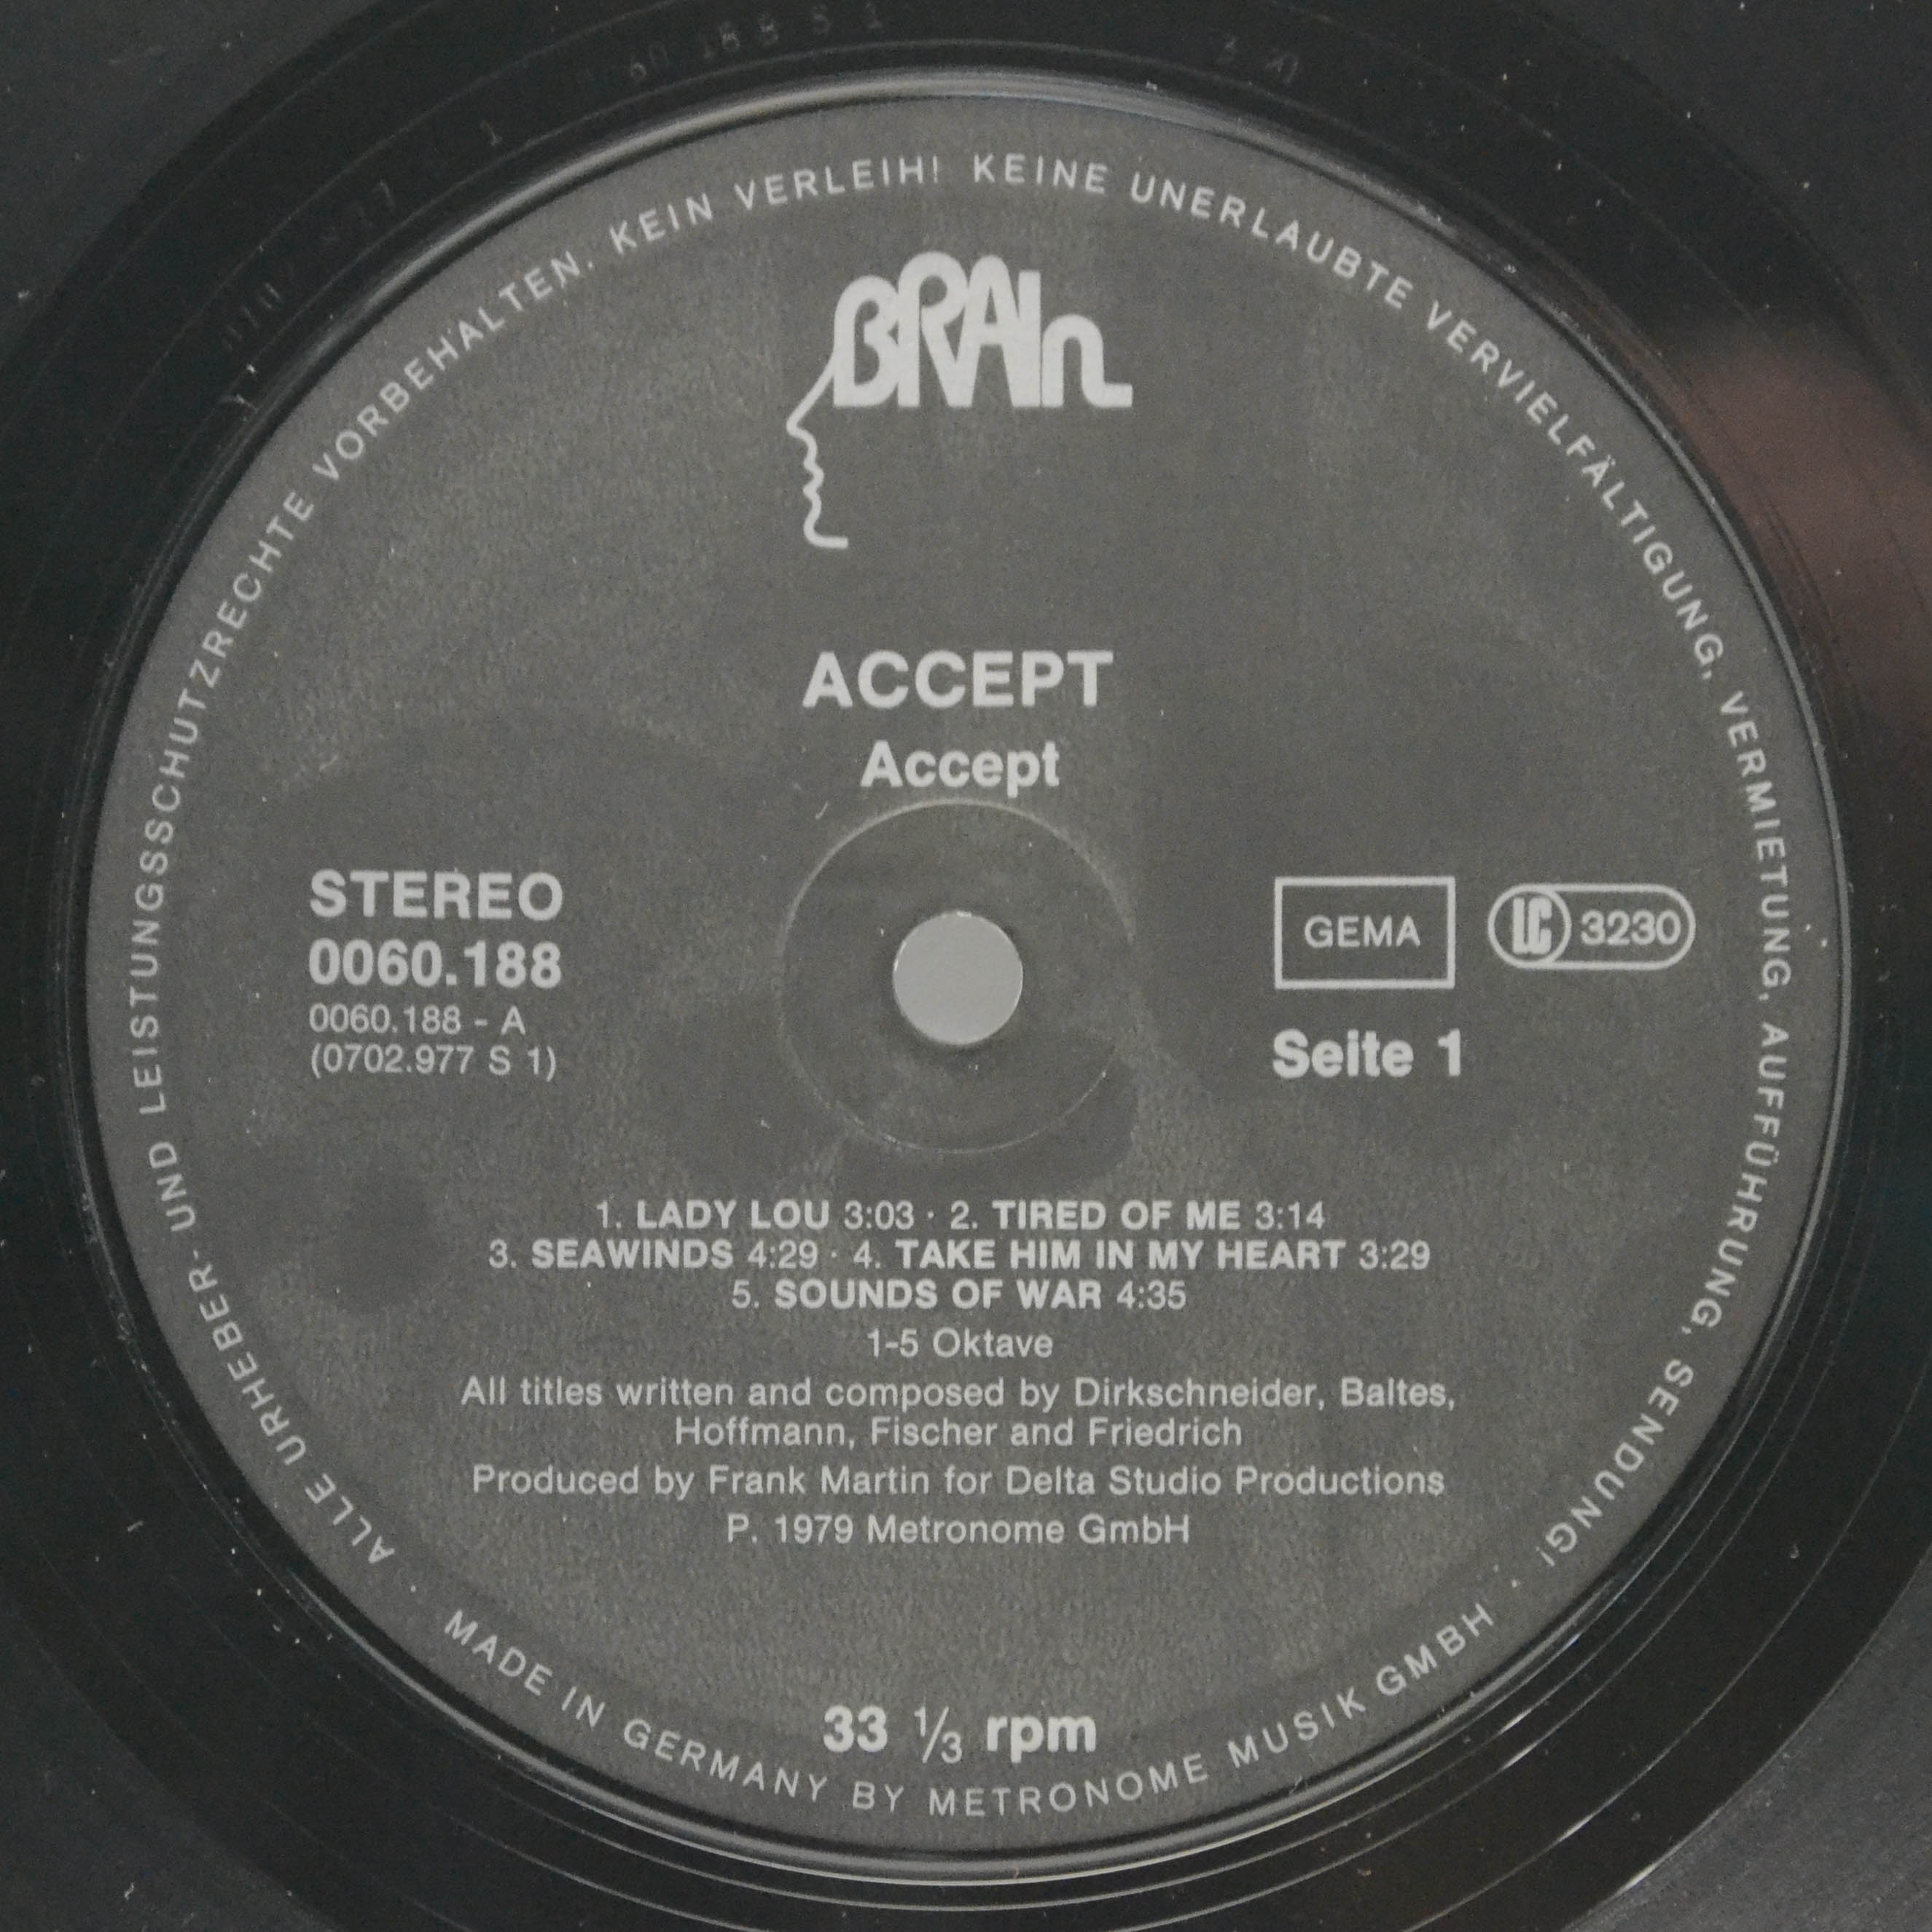 ALLE URHEBER- UND LEISTUNGSSCHUTZRECHTE VORBEHALTEN. KEIN VERLEIH! KEINE UNERLAUBTE VERVIELFÄLTIGUNG, VERMIETUNG, AUFFÜHRUNG, SENDUNG!
BRAIn
ACCEPT
Accept
STEREO
0060.188
0060.188 - A
(0702.977 S 1)
GEMA
LC 3230
Seite 1
1. LADY LOU 3:03 · 2. TIRED OF ME 3:14
3. SEAWINDS 4:29 · 4. TAKE HIM IN MY HEART 3:29
5. SOUNDS OF WAR 4:35
1-5 Oktave
All titles written and composed by Dirkschneider, Baltes,
Hoffmann, Fischer and Friedrich
Produced by Frank Martin for Delta Studio Productions
P. 1979 Metronome GmbH
33 ⅓ rpm
MADE IN GERMANY BY METRONOME MUSIK GMBH